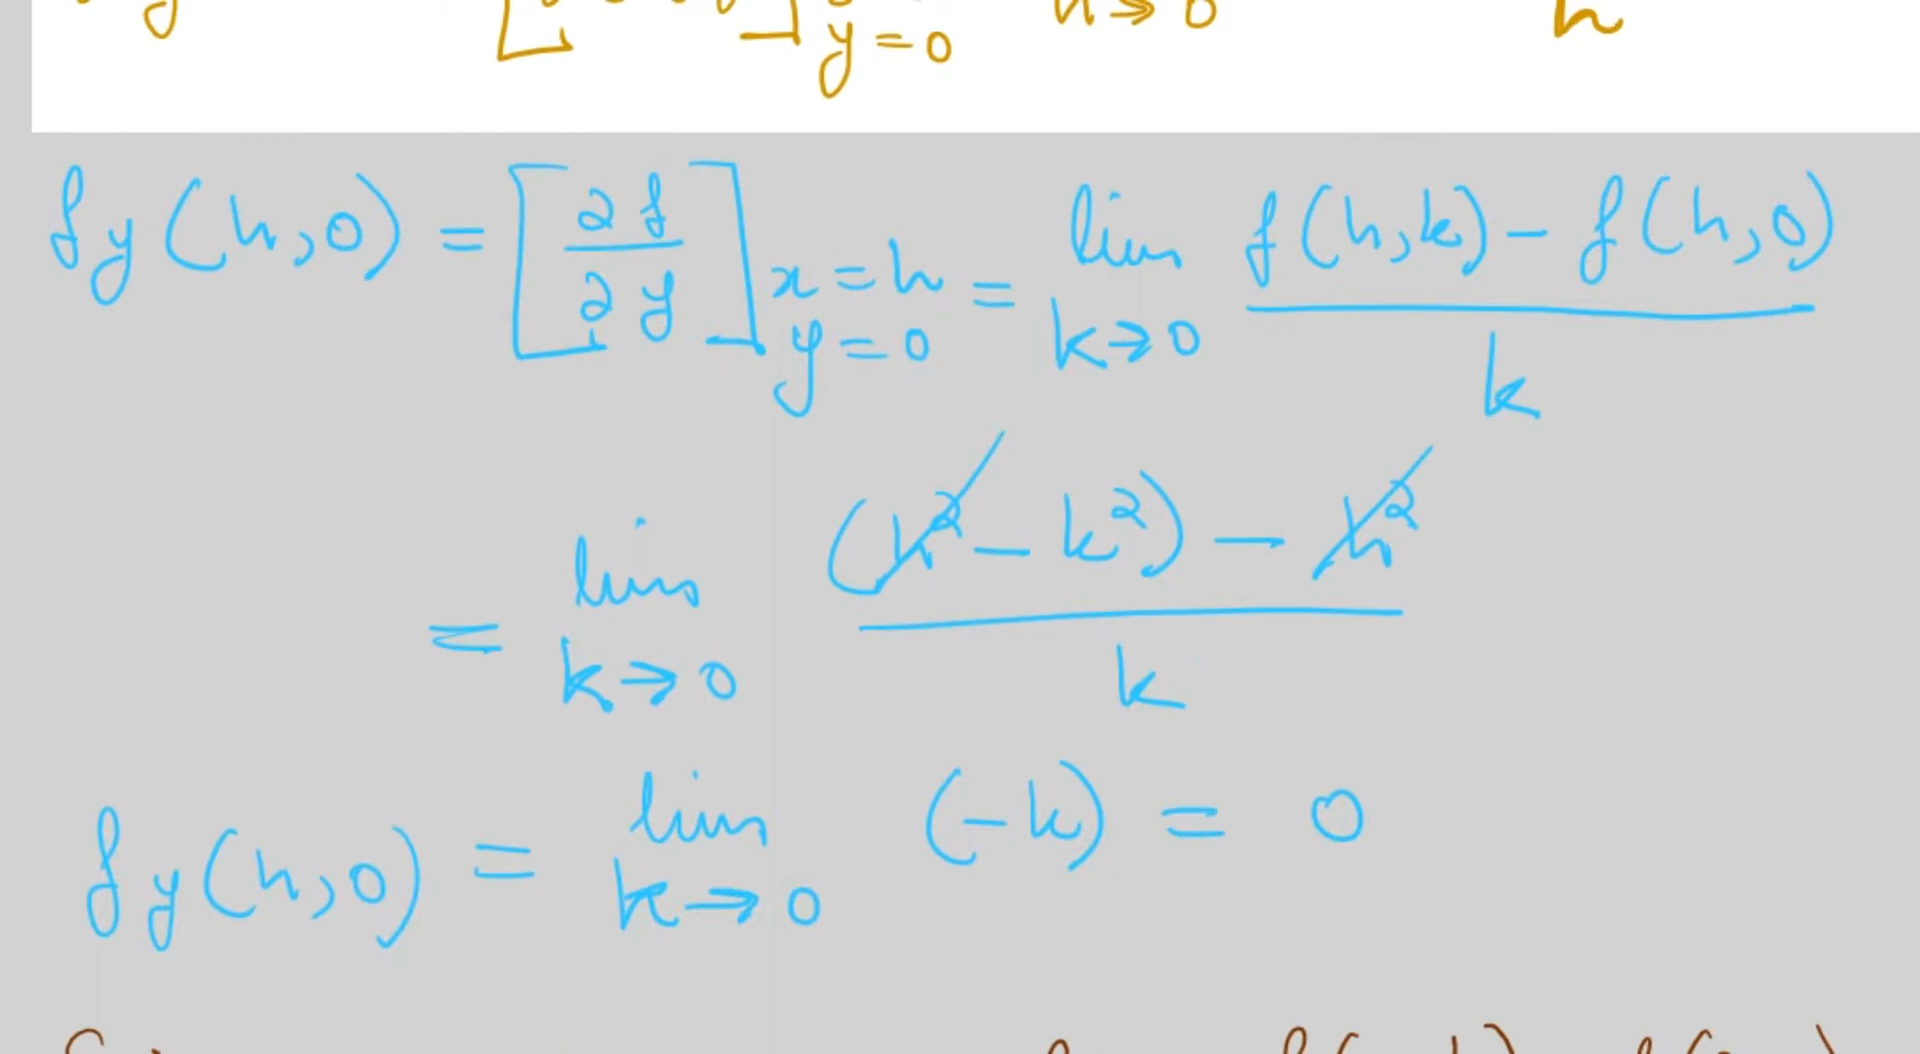 y = 0 h → 0 h
fy (h,0) = [∂f/∂y] x = h y = 0 = lim k→0 (f(h,k) − f(h,0))/k
= lim k→0 ((h² − k²) − h²)/k
fy(h,0) = lim k→0 (−k) = 0